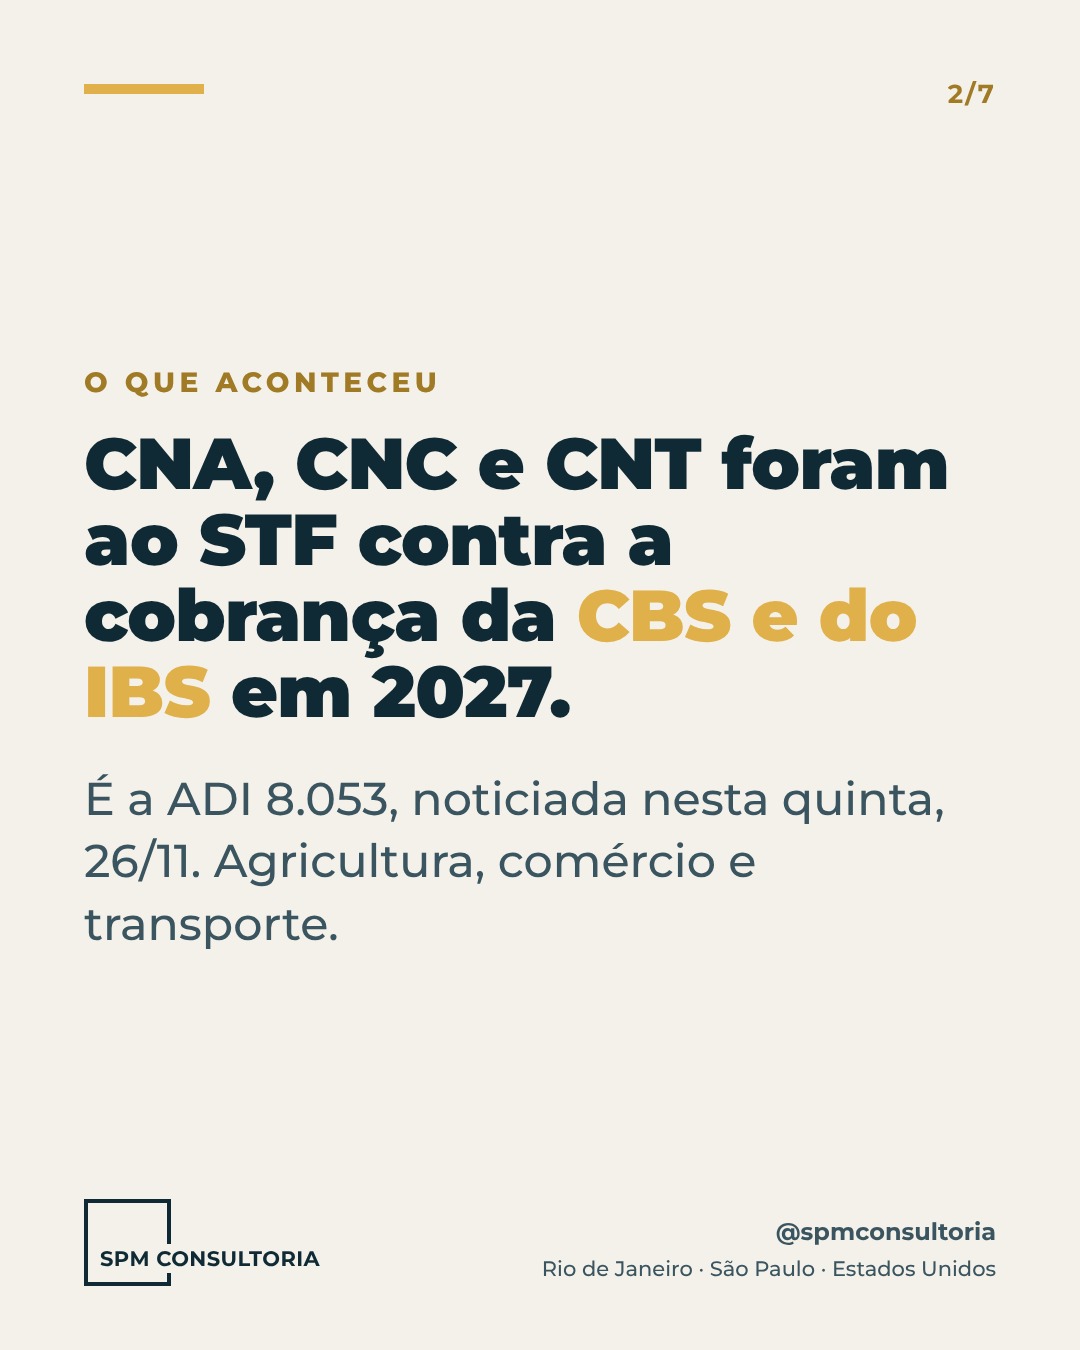 2/7
O QUE ACONTECEU
CNA, CNC e CNT foram
ao STF contra a
cobrança da CBS e do
IBS em 2027.
É a ADI 8.053, noticiada nesta quinta,
26/11. Agricultura, comércio e
transporte.
SPM CONSULTORIA
@spmconsultoria
Rio de Janeiro · São Paulo · Estados Unidos